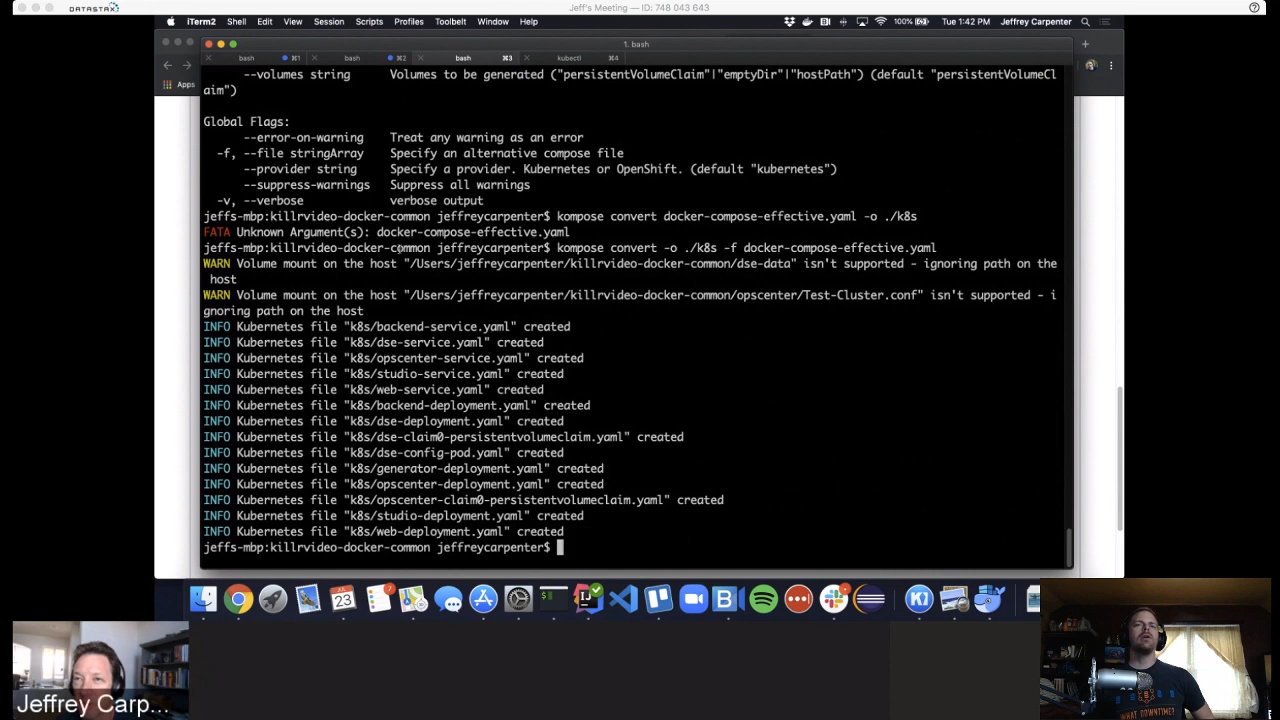 DATASTAX
Jeff's Meeting — ID: 748 043 643
iTerm2 Shell Edit View Session Scripts Profiles Toolbelt Window Help 100% Tue 1:42 PM Jeffrey Carpenter
1. bash
bash ⌘1 bash ⌘2 bash ⌘3 kubectl ⌘4
Apps
--volumes string Volumes to be generated ("persistentVolumeClaim"|"emptyDir"|"hostPath") (default "persistentVolumeCl
aim")
Global Flags:
--error-on-warning Treat any warning as an error
-f, --file stringArray Specify an alternative compose file
--provider string Specify a provider. Kubernetes or OpenShift. (default "kubernetes")
--suppress-warnings Suppress all warnings
-v, --verbose verbose output
jeffs-mbp:killrvideo-docker-common jeffreycarpenter$ kompose convert docker-compose-effective.yaml -o ./k8s
FATA Unknown Argument(s): docker-compose-effective.yaml
jeffs-mbp:killrvideo-docker-common jeffreycarpenter$ kompose convert -o ./k8s -f docker-compose-effective.yaml
WARN Volume mount on the host "/Users/jeffreycarpenter/killrvideo-docker-common/dse-data" isn't supported - ignoring path on the
host
WARN Volume mount on the host "/Users/jeffreycarpenter/killrvideo-docker-common/opscenter/Test-Cluster.conf" isn't supported - i
gnoring path on the host
INFO Kubernetes file "k8s/backend-service.yaml" created
INFO Kubernetes file "k8s/dse-service.yaml" created
INFO Kubernetes file "k8s/opscenter-service.yaml" created
INFO Kubernetes file "k8s/studio-service.yaml" created
INFO Kubernetes file "k8s/web-service.yaml" created
INFO Kubernetes file "k8s/backend-deployment.yaml" created
INFO Kubernetes file "k8s/dse-deployment.yaml" created
INFO Kubernetes file "k8s/dse-claim0-persistentvolumeclaim.yaml" created
INFO Kubernetes file "k8s/dse-config-pod.yaml" created
INFO Kubernetes file "k8s/generator-deployment.yaml" created
INFO Kubernetes file "k8s/opscenter-deployment.yaml" created
INFO Kubernetes file "k8s/opscenter-claim0-persistentvolumeclaim.yaml" created
INFO Kubernetes file "k8s/studio-deployment.yaml" created
INFO Kubernetes file "k8s/web-deployment.yaml" created
jeffs-mbp:killrvideo-docker-common jeffreycarpenter$
23
7
Jeffrey Carp...
WHAT DOWNTIME?